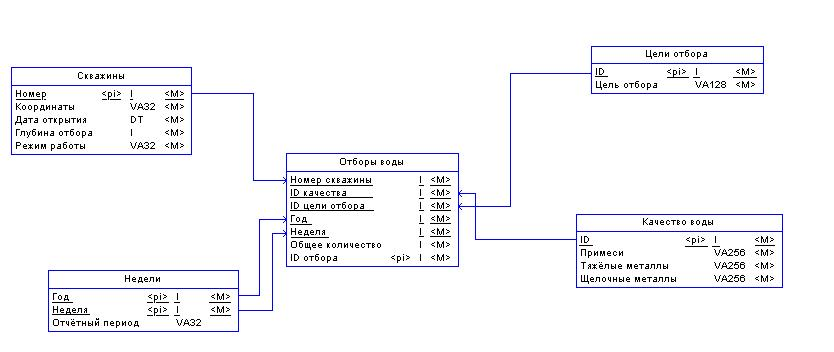 Скважины
Номер <pi> I <M>
Координаты VA32 <M>
Дата открытия DT <M>
Глубина отбора I <M>
Режим работы VA32 <M>
Цели отбора
ID <pi> I <M>
Цель отбора VA128 <M>
Отборы воды
Номер скважины I <M>
ID качества I <M>
ID цели отбора I <M>
Год I <M>
Неделя I <M>
Общее количество I <M>
ID отбора <pi> I <M>
Качество воды
ID <pi> I <M>
Примеси VA256 <M>
Тяжёлые металлы VA256 <M>
Щелочные металлы VA256 <M>
Недели
Год <pi> I <M>
Неделя <pi> I <M>
Отчётный период VA32